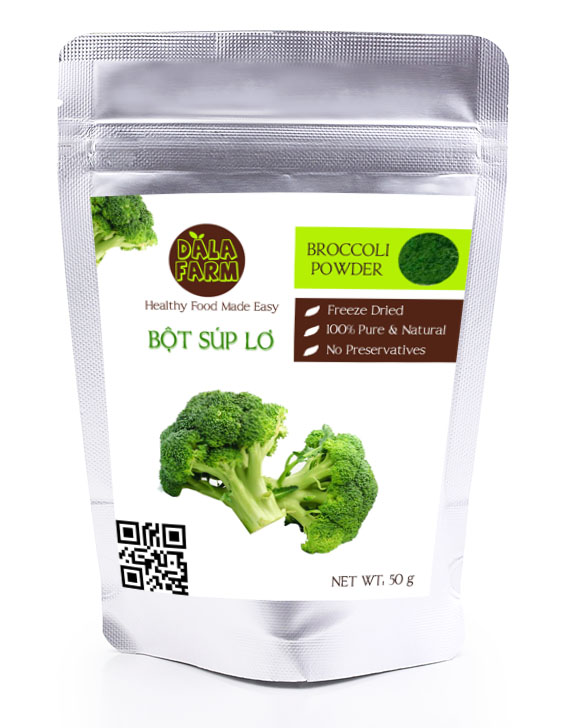 DALA
FARM
Healthy Food Made Easy
BỘT SÚP LƠ
BROCCOLI
POWDER
Freeze Dried
100% Pure & Natural
No Preservatives
NET WT. 50 g